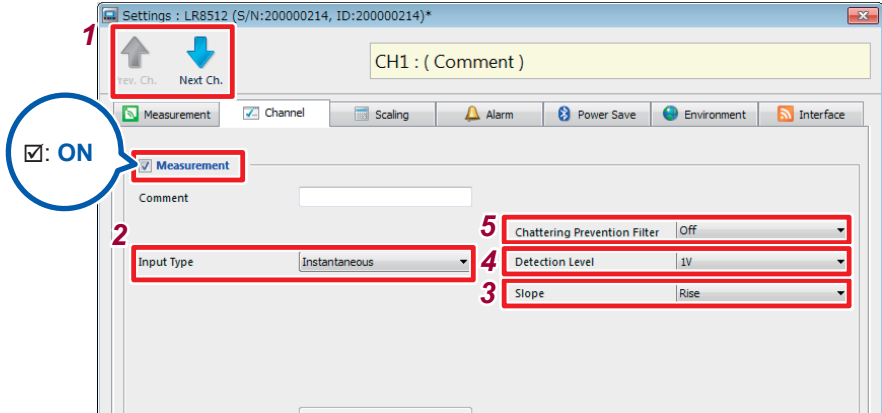 Settings : LR8512 (S/N:200000214, ID:200000214)*
1
Prev. Ch. Next Ch.
CH1 : ( Comment )
Measurement Channel Scaling Alarm Power Save Environment Interface
☑: ON
Measurement
Comment
5 Chattering Prevention Filter Off
2 Input Type Instantaneous
4 Detection Level 1V
3 Slope Rise